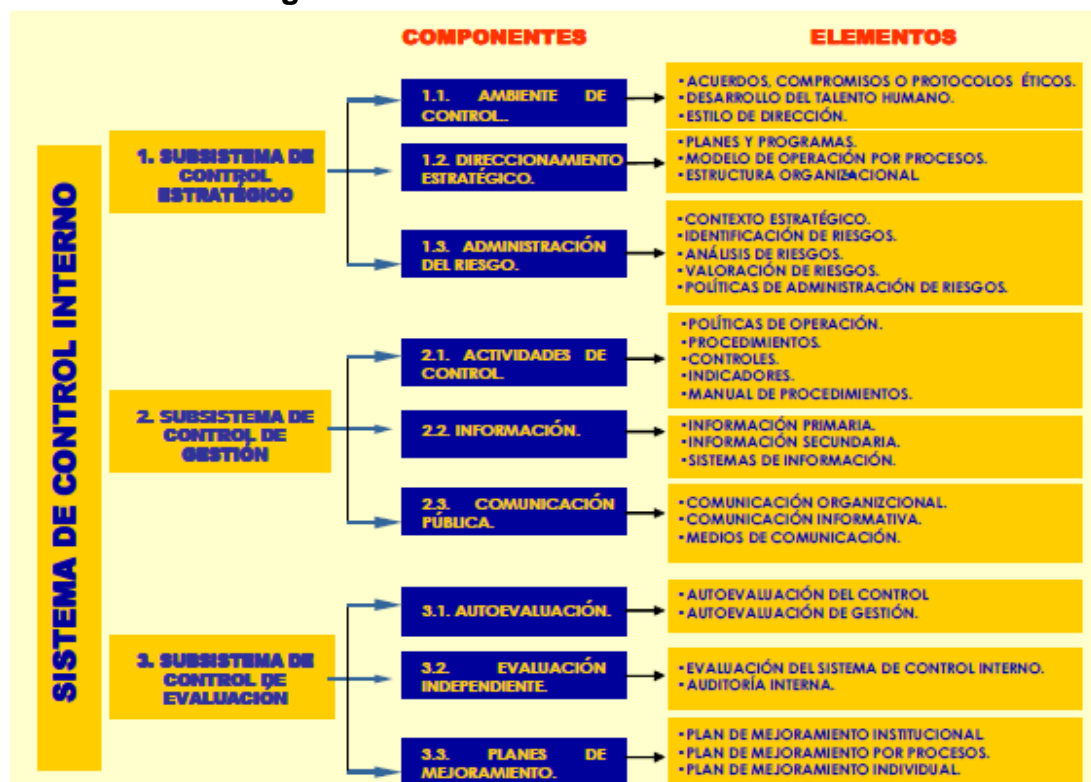 COMPONENTES
ELEMENTOS
SISTEMA DE CONTROL INTERNO
1. SUBSISTEMA DE
CONTROL
ESTRATÉGICO
1.1. AMBIENTE DE
CONTROL.
• ACUERDOS, COMPROMISOS O PROTOCOLOS ÉTICOS.
• DESARROLLO DEL TALENTO HUMANO.
• ESTILO DE DIRECCIÓN.
1.2. DIRECCIONAMIENTO
ESTRATÉGICO.
• PLANES Y PROGRAMAS.
• MODELO DE OPERACIÓN POR PROCESOS.
• ESTRUCTURA ORGANIZACIONAL
1.3. ADMINISTRACIÓN
DEL RIESGO.
• CONTEXTO ESTRATÉGICO.
• IDENTIFICACIÓN DE RIESGOS.
• ANÁLISIS DE RIESGOS.
• VALORACIÓN DE RIESGOS.
• POLÍTICAS DE ADMINISTRACIÓN DE RIESGOS.
2. SUBSISTEMA DE
CONTROL DE
GESTIÓN
2.1. ACTIVIDADES DE
CONTROL.
• POLÍTICAS DE OPERACIÓN.
• PROCEDIMIENTOS.
• CONTROLES.
• INDICADORES.
• MANUAL DE PROCEDIMIENTOS.
2.2. INFORMACIÓN.
• INFORMACIÓN PRIMARIA.
• INFORMACIÓN SECUNDARIA.
• SISTEMAS DE INFORMACIÓN.
2.3. COMUNICACIÓN
PÚBLICA.
• COMUNICACIÓN ORGANIZCIONAL.
• COMUNICACIÓN INFORMATIVA.
• MEDIOS DE COMUNICACIÓN.
3. SUBSISTEMA DE
CONTROL DE
EVALUACIÓN
3.1. AUTOEVALUACIÓN.
• AUTOEVALUACIÓN DEL CONTROL
• AUTOEVALUACIÓN DE GESTIÓN.
3.2. EVALUACIÓN
INDEPENDIENTE.
• EVALUACIÓN DEL SISTEMA DE CONTROL INTERNO.
• AUDITORÍA INTERNA.
3.3. PLANES DE
MEJORAMIENTO.
• PLAN DE MEJORAMIENTO INSTITUCIONAL
• PLAN DE MEJORAMIENTO POR PROCESOS.
• PLAN DE MEJORAMIENTO INDIVIDUAL.